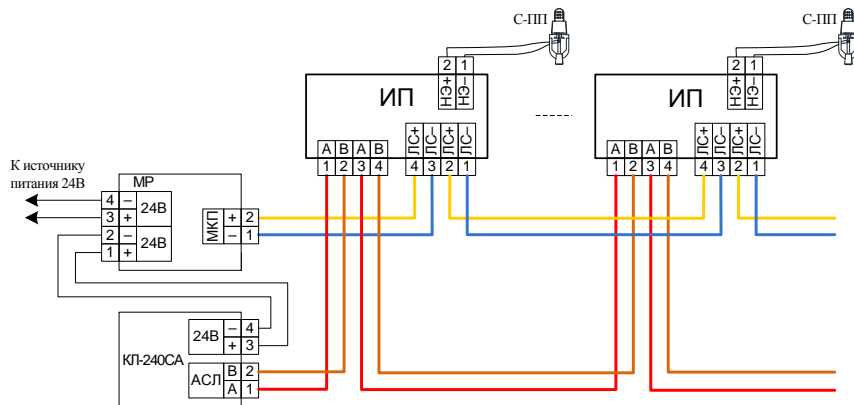 С-ПП
С-ПП
2 1
НЭ+ НЭ−
ИП
A B A B
ЛС+ ЛС− ЛС+ ЛС−
1 2 3 4
4 3 2 1
2 1
НЭ+ НЭ−
ИП
A B A B
ЛС+ ЛС− ЛС+ ЛС−
1 2 3 4
4 3 2 1
К источнику
питания 24В
МР
4 − 24В
3 +
2 − 24В
1 +
МКП + 2
− 1
КЛ-240СА
24В − 4
+ 3
АСЛ B 2
A 1